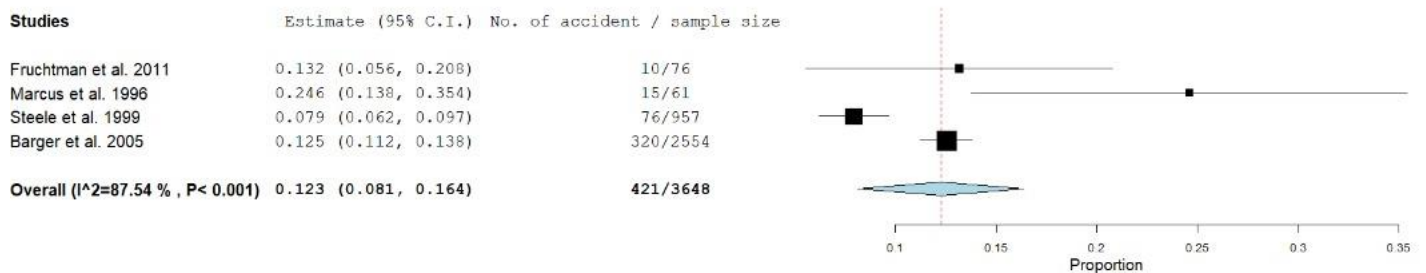 Studies Estimate (95% C.I.) No. of accident / sample size
Fruchtman et al. 2011 0.132 (0.056, 0.208) 10/76
Marcus et al. 1996 0.246 (0.138, 0.354) 15/61
Steele et al. 1999 0.079 (0.062, 0.097) 76/957
Barger et al. 2005 0.125 (0.112, 0.138) 320/2554
Overall (I^2=87.54 % , P< 0.001) 0.123 (0.081, 0.164) 421/3648
0.1 0.15 0.2 0.25 0.3 0.35
Proportion